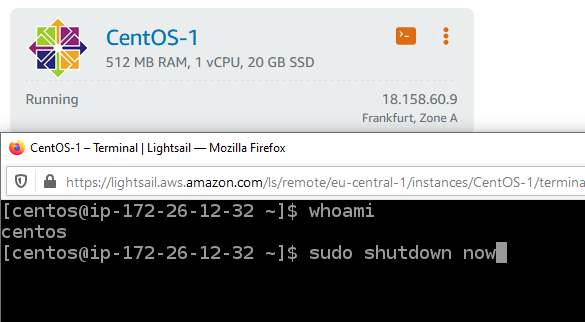 CentOS-1
512 MB RAM, 1 vCPU, 20 GB SSD
Running
18.158.60.9
Frankfurt, Zone A
CentOS-1 – Terminal | Lightsail — Mozilla Firefox
https://lightsail.aws.amazon.com/ls/remote/eu-central-1/instances/CentOS-1/termina
[centos@ip-172-26-12-32 ~]$ whoami
centos
[centos@ip-172-26-12-32 ~]$ sudo shutdown now